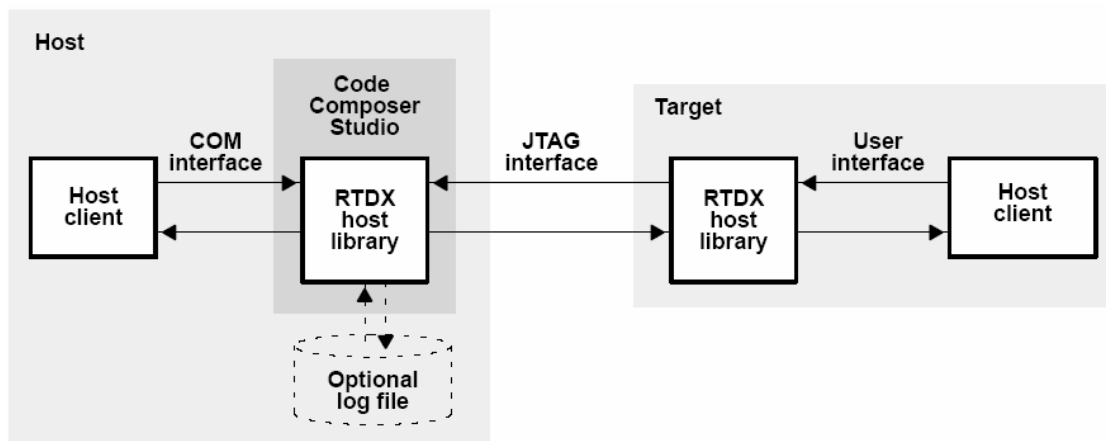 Host
Code
Composer
Studio
Target
COM
interface
JTAG
interface
User
interface
Host
client
RTDX
host
library
RTDX
host
library
Host
client
Optional
log file